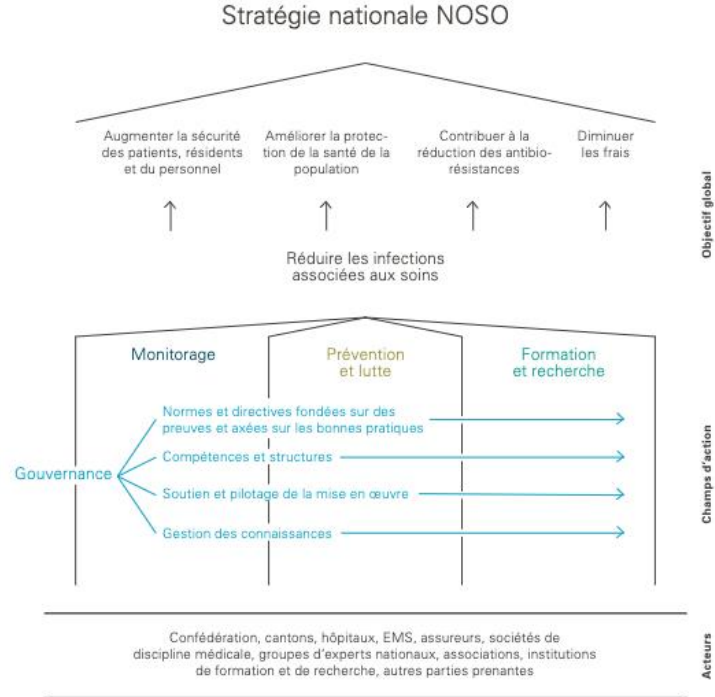 Stratégie nationale NOSO
Augmenter la sécurité
des patients, résidents
et du personnel
Améliorer la protec-
tion de la santé de la
population
Contribuer à la
réduction des antibio-
résistances
Diminuer
les frais
Objectif global
Réduire les infections
associées aux soins
Monitorage
Prévention
et lutte
Formation
et recherche
Gouvernance
Normes et directives fondées sur des
preuves et axées sur les bonnes pratiques
Compétences et structures
Soutien et pilotage de la mise en œuvre
Gestion des connaissances
Champs d'action
Confédération, cantons, hôpitaux, EMS, assureurs, sociétés de
discipline médicale, groupes d'experts nationaux, associations, institutions
de formation et de recherche, autres parties prenantes
Acteurs